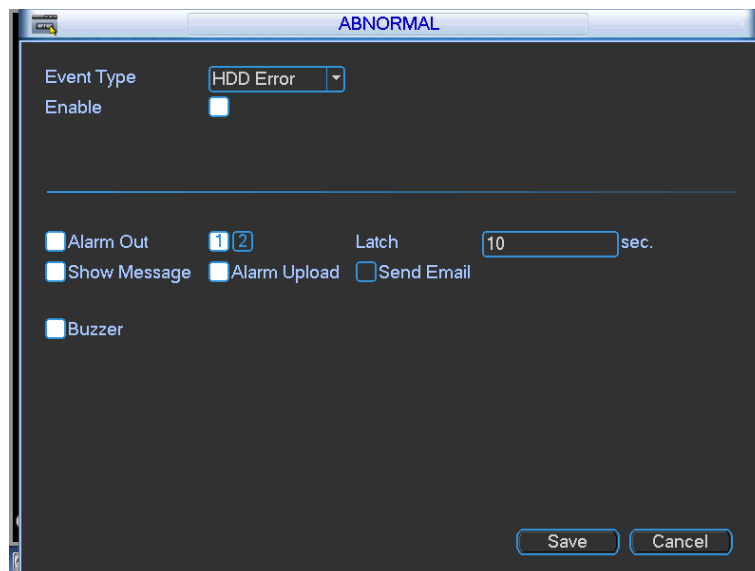 ABNORMAL
Event Type HDD Error
Enable
Alarm Out 1 2 Latch 10 sec.
Show Message Alarm Upload Send Email
Buzzer
Save Cancel